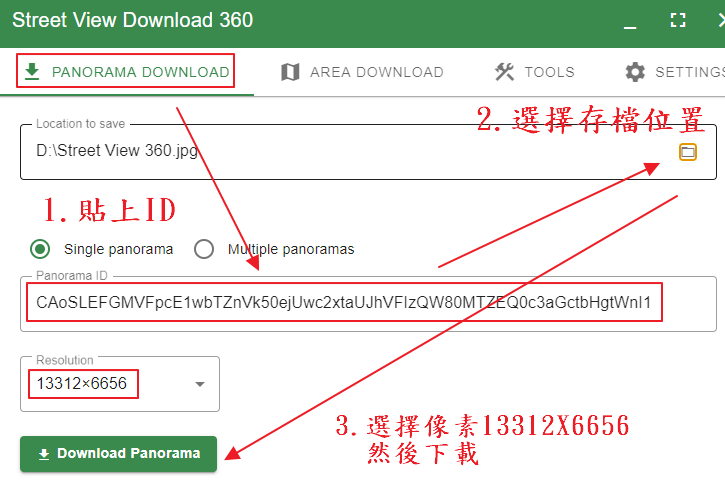 Street View Download 360
PANORAMA DOWNLOAD
AREA DOWNLOAD
TOOLS
SETTINGS
Location to save
D:\Street View 360.jpg
2.選擇存檔位置
1.貼上ID
Single panorama
Multiple panoramas
Panorama ID
CAoSLEFGMVFpcE1wbTZnVk50ejUwc2xtaUJhVFIzQW80MTZEQ0c3aGctbHgtWnI1
Resolution
13312×6656
3.選擇像素13312X6656
然後下載
Download Panorama